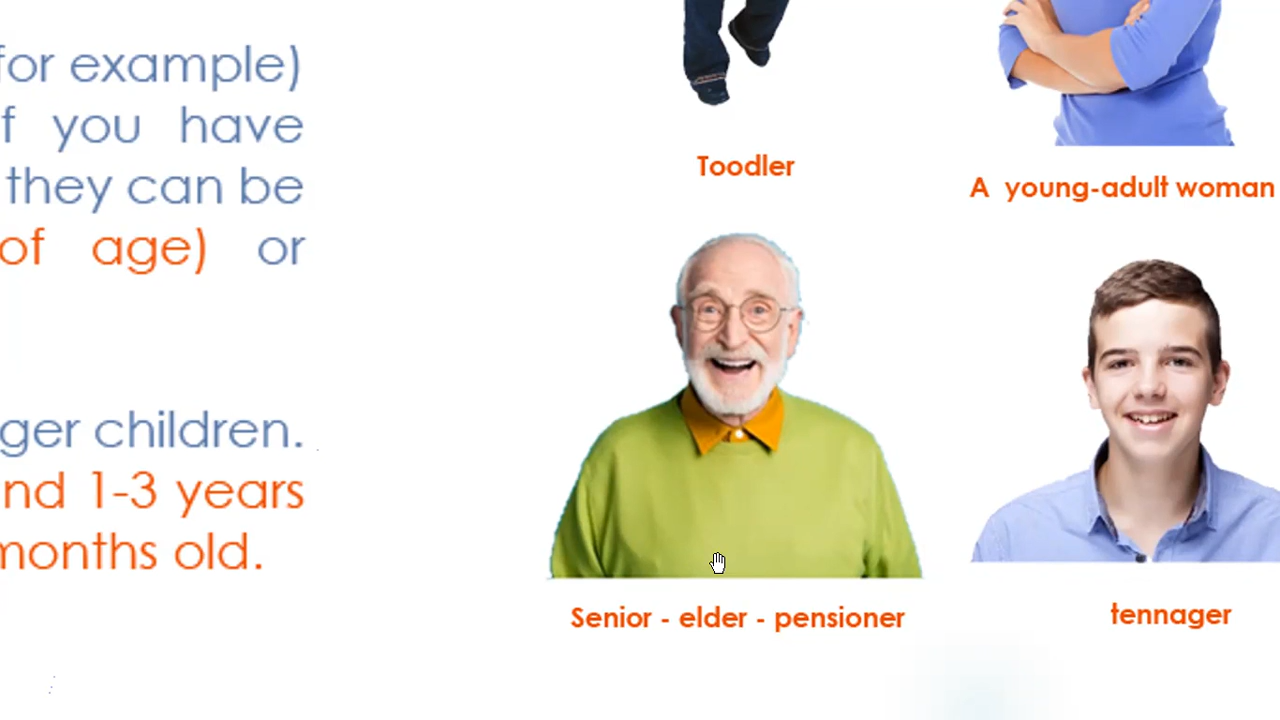 for example)
f you have
they can be
of age) or
ger children.
nd 1-3 years
months old.
Toodler
A young-adult woman
Senior - elder - pensioner
tennager